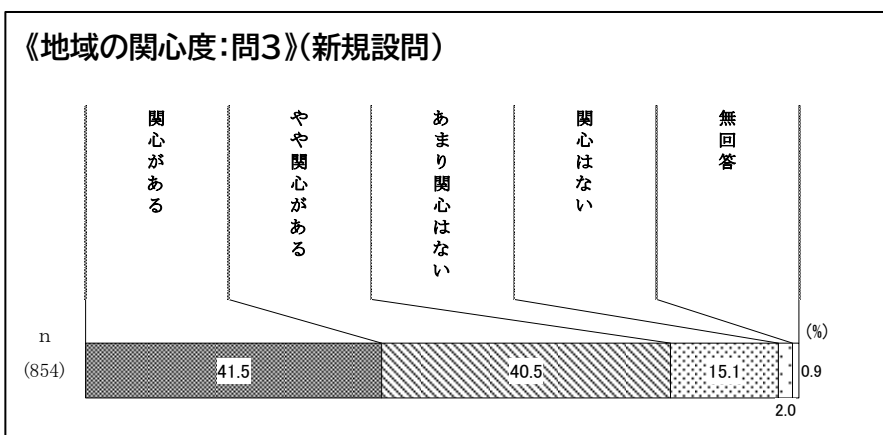 《地域の関心度:問3》(新規設問)
関心がある
やや関心がある
あまり関心はない
関心はない
無回答
(%)
n
(854)
41.5
40.5
15.1
0.9
2.0